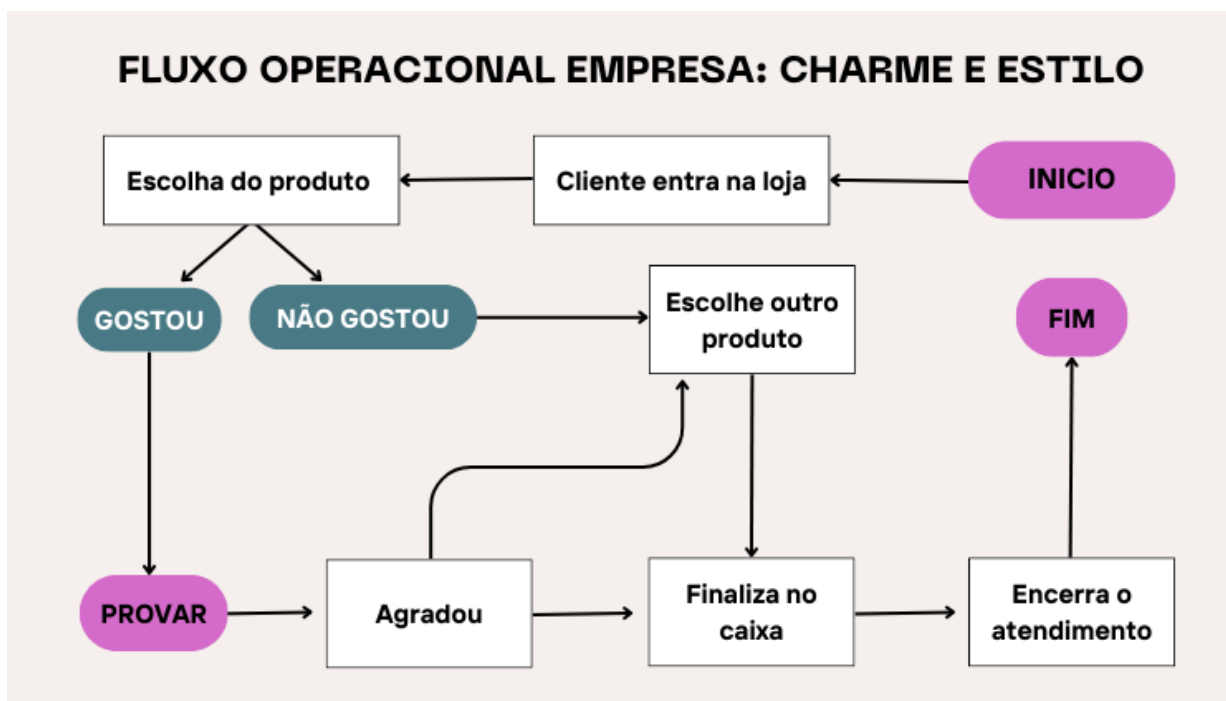 FLUXO OPERACIONAL EMPRESA: CHARME E ESTILO
Escolha do produto
Cliente entra na loja
INICIO
GOSTOU
NÃO GOSTOU
Escolhe outro
produto
FIM
PROVAR
Agradou
Finaliza no
caixa
Encerra o
atendimento